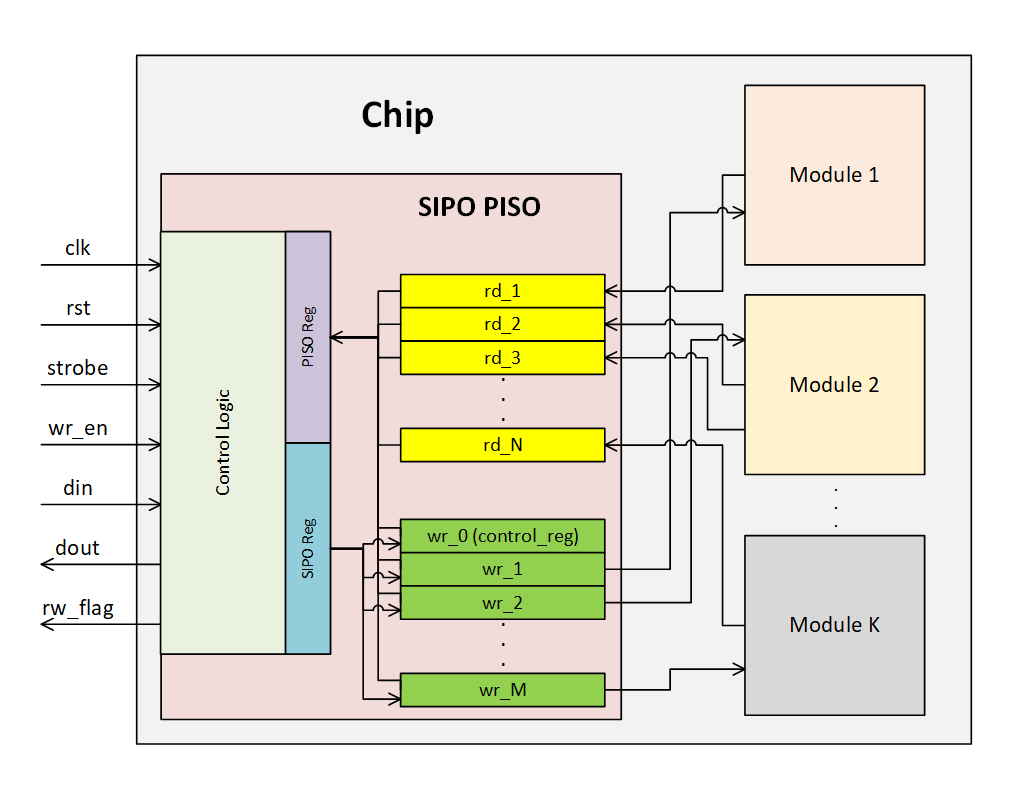 Chip
SIPO PISO
clk
rst
strobe
wr_en
din
dout
rw_flag
Control Logic
PISO Reg
SIPO Reg
rd_1
rd_2
rd_3
rd_N
wr_0 (control_reg)
wr_1
wr_2
wr_M
Module 1
Module 2
Module K